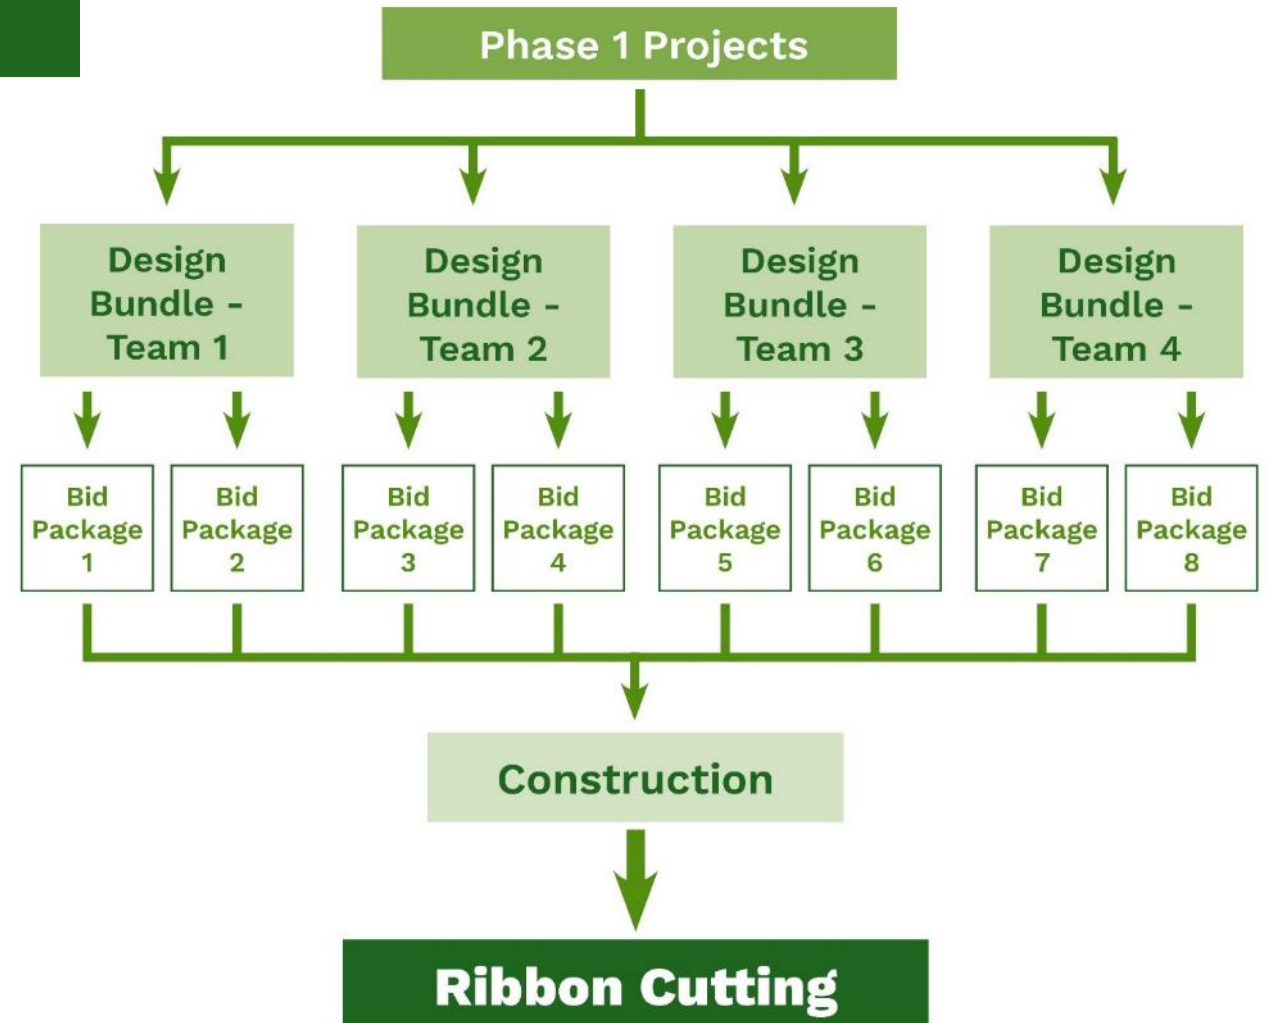 Phase 1 Projects
Design
Bundle -
Team 1
Design
Bundle -
Team 2
Design
Bundle -
Team 3
Design
Bundle -
Team 4
Bid
Package
1
Bid
Package
2
Bid
Package
3
Bid
Package
4
Bid
Package
5
Bid
Package
6
Bid
Package
7
Bid
Package
8
Construction
Ribbon Cutting